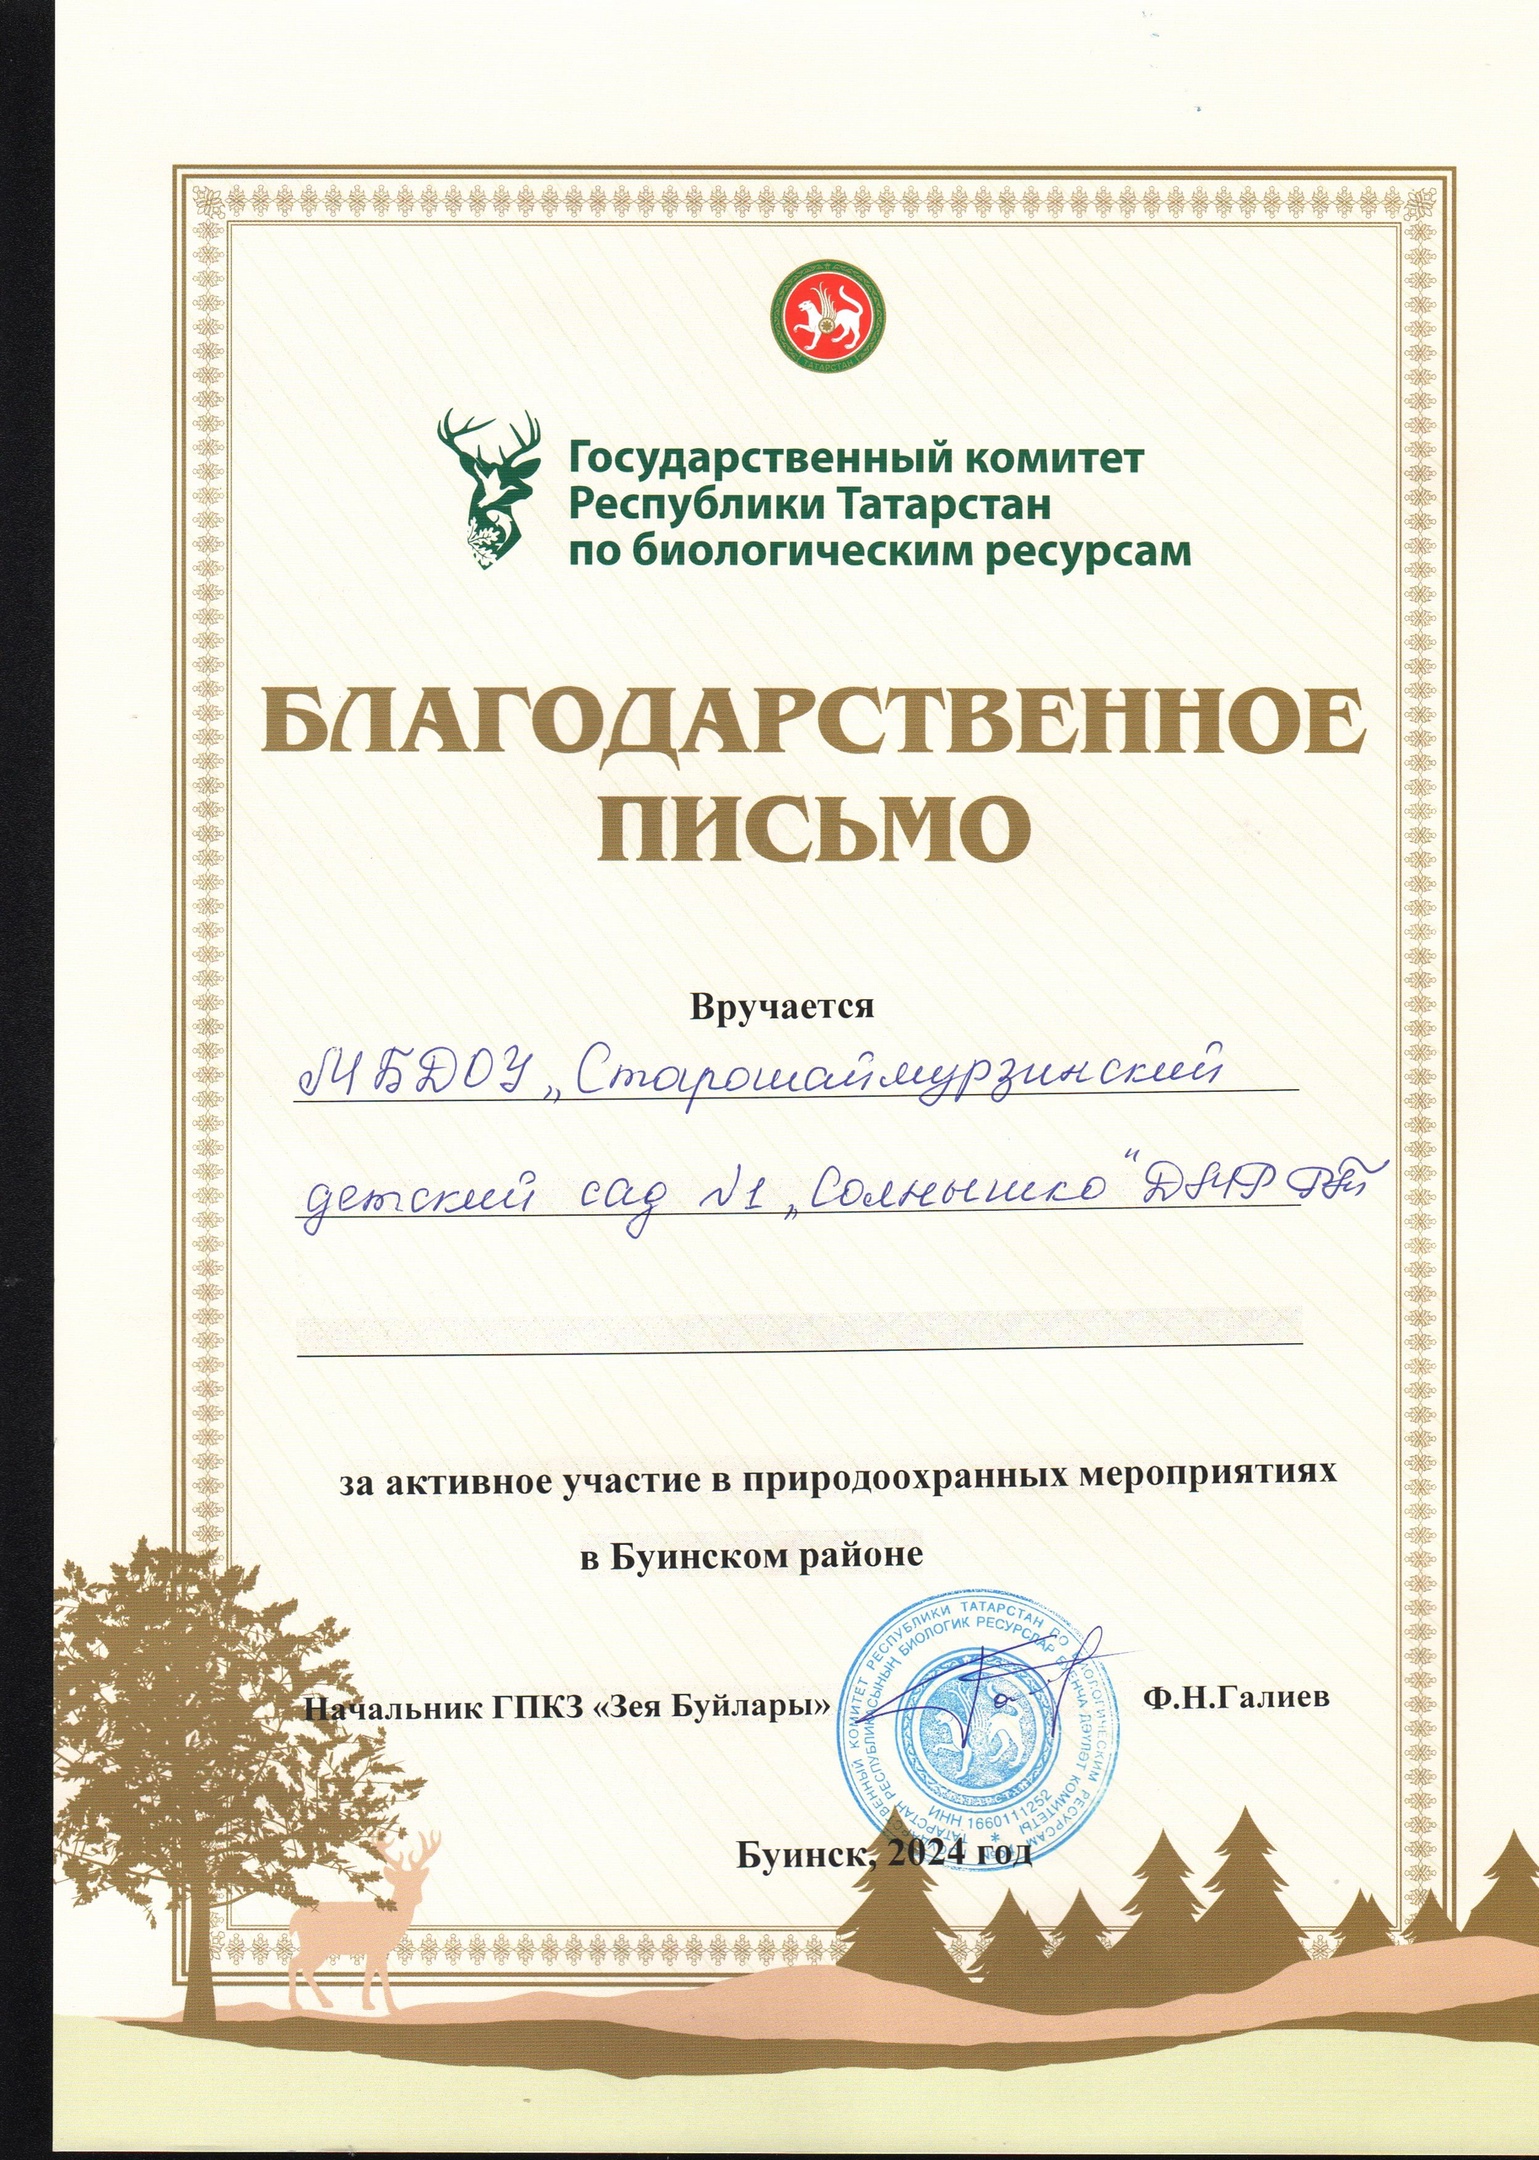 ТАТАРСТАН
Государственный комитет
Республики Татарстан
по биологическим ресурсам
БЛАГОДАРСТВЕННОЕ
ПИСЬМО
Вручается
МБДОУ „Старошаймурзинский
детский сад №1 „Солнышко“ ДМР РТ
за активное участие в природоохранных мероприятиях
в Буинском районе
Начальник ГПКЗ «Зея Буйлары»
Ф.Н.Галиев
КОМИТЕТ РЕСПУБЛИКИ ТАТАРСТАН ПО БИОЛОГИЧЕСКИМ РЕСУРСАМ
ТАТАРСТАН РЕСПУБЛИКАСЫНЫҢ БИОЛОГИК РЕСУРСЛАР БУЕНЧА ДӘҮЛӘТ КОМИТЕТЫ
ИНН 1660111252
Буинск, 2024 год